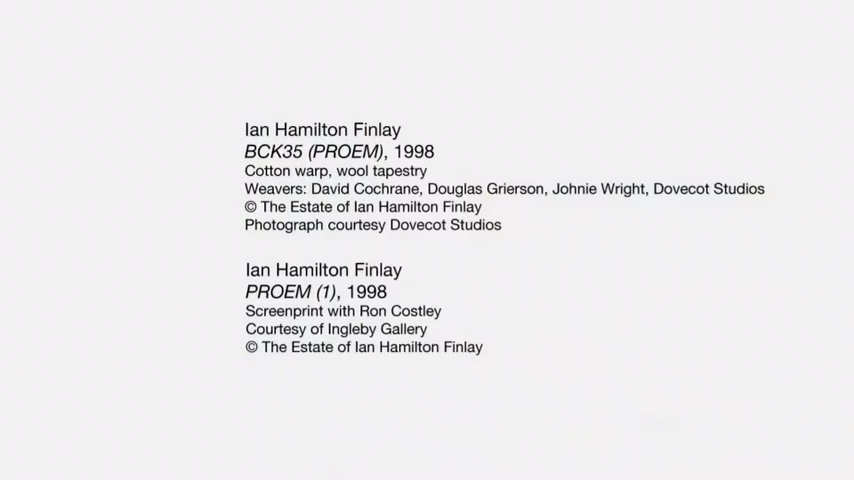 Ian Hamilton Finlay
BCK35 (PROEM), 1998
Cotton warp, wool tapestry
Weavers: David Cochrane, Douglas Grierson, Johnie Wright, Dovecot Studios
© The Estate of Ian Hamilton Finlay
Photograph courtesy Dovecot Studios
Ian Hamilton Finlay
PROEM (1), 1998
Screenprint with Ron Costley
Courtesy of Ingleby Gallery
© The Estate of Ian Hamilton Finlay